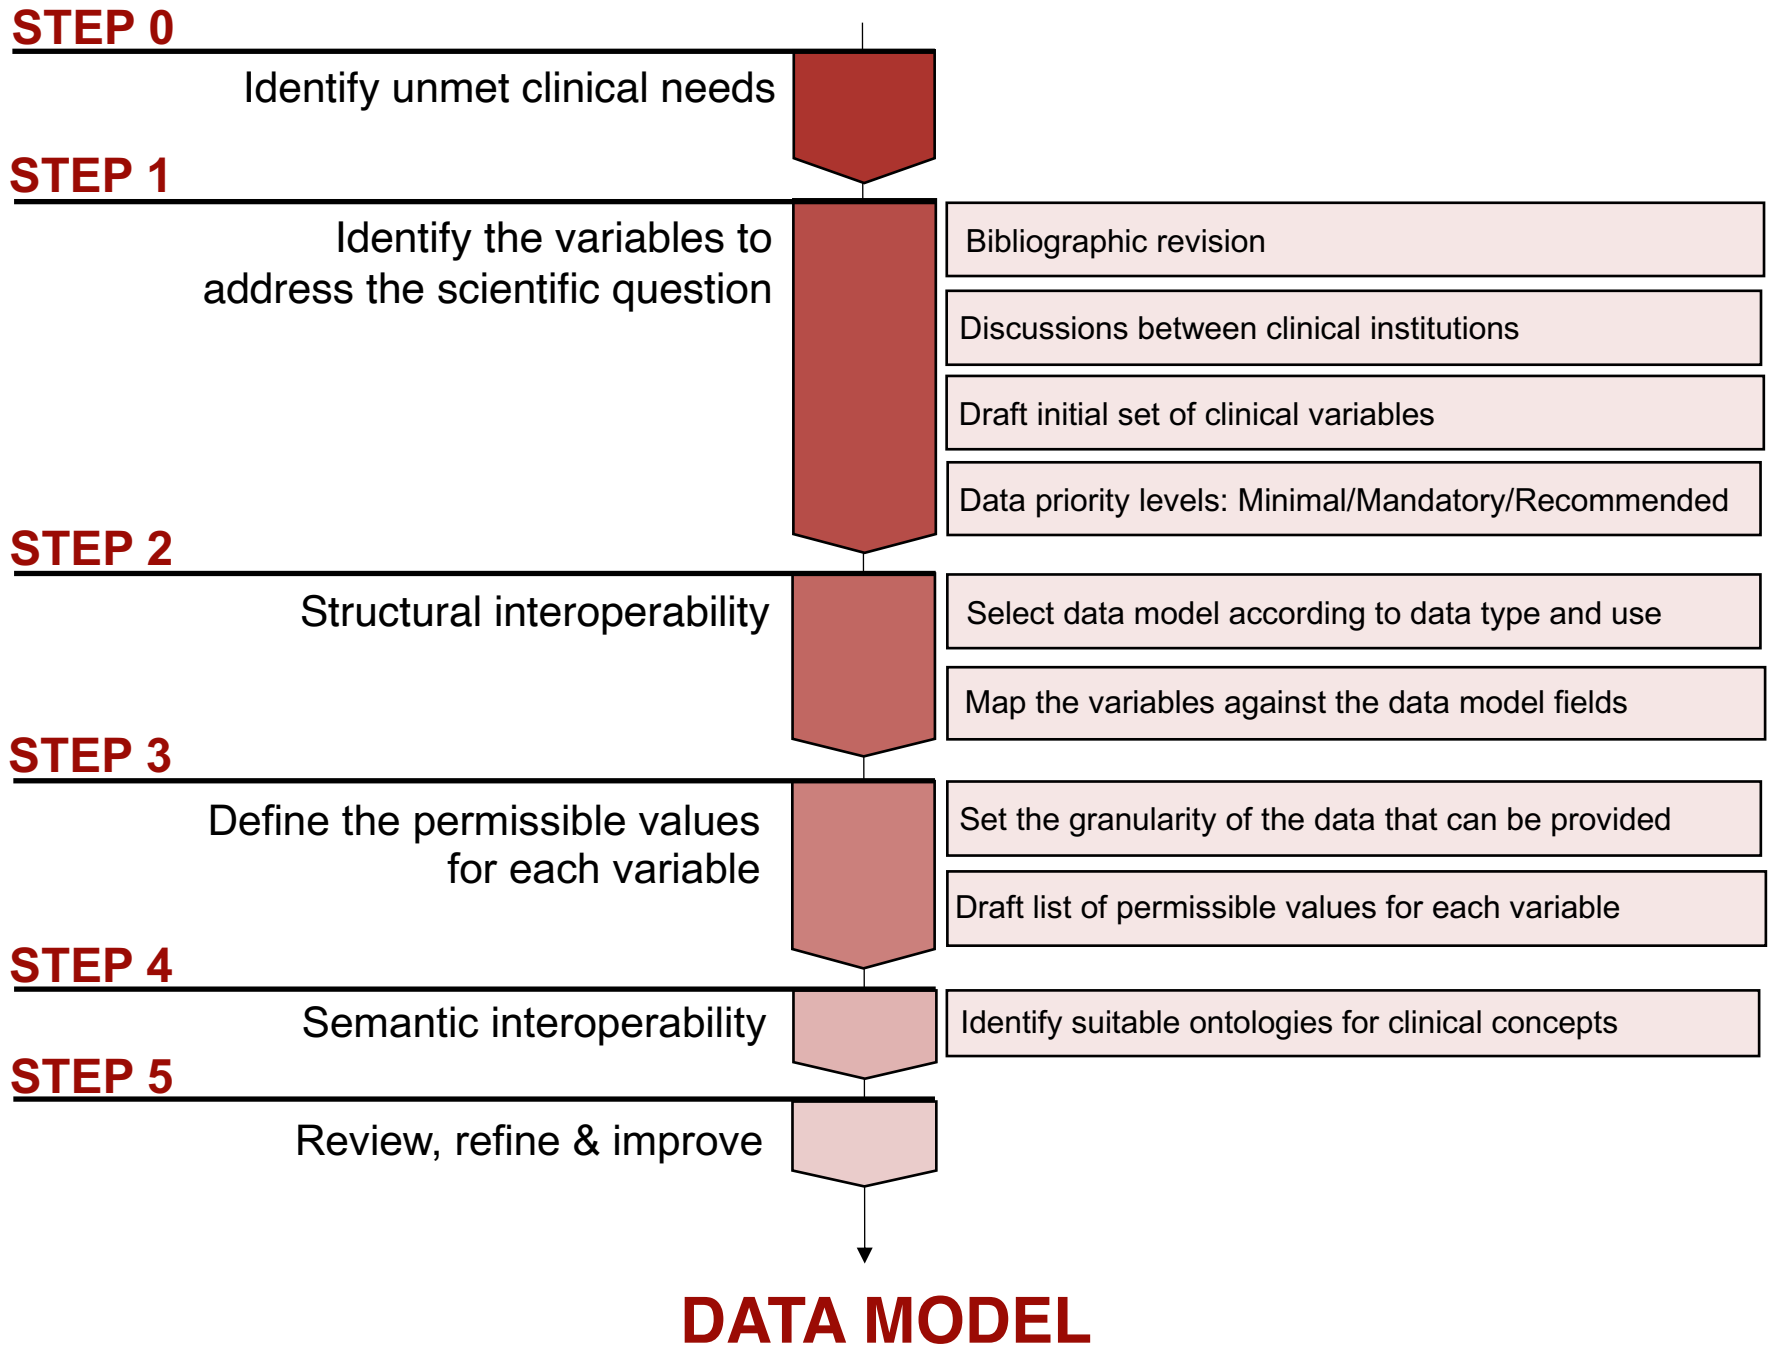 STEP 0
Identify unmet clinical needs
STEP 1
Identify the variables to
address the scientific question
Bibliographic revision
Discussions between clinical institutions
Draft initial set of clinical variables
Data priority levels: Minimal/Mandatory/Recommended
STEP 2
Structural interoperability
Select data model according to data type and use
Map the variables against the data model fields
STEP 3
Define the permissible values
for each variable
Set the granularity of the data that can be provided
Draft list of permissible values for each variable
STEP 4
Semantic interoperability
Identify suitable ontologies for clinical concepts
STEP 5
Review, refine & improve
DATA MODEL